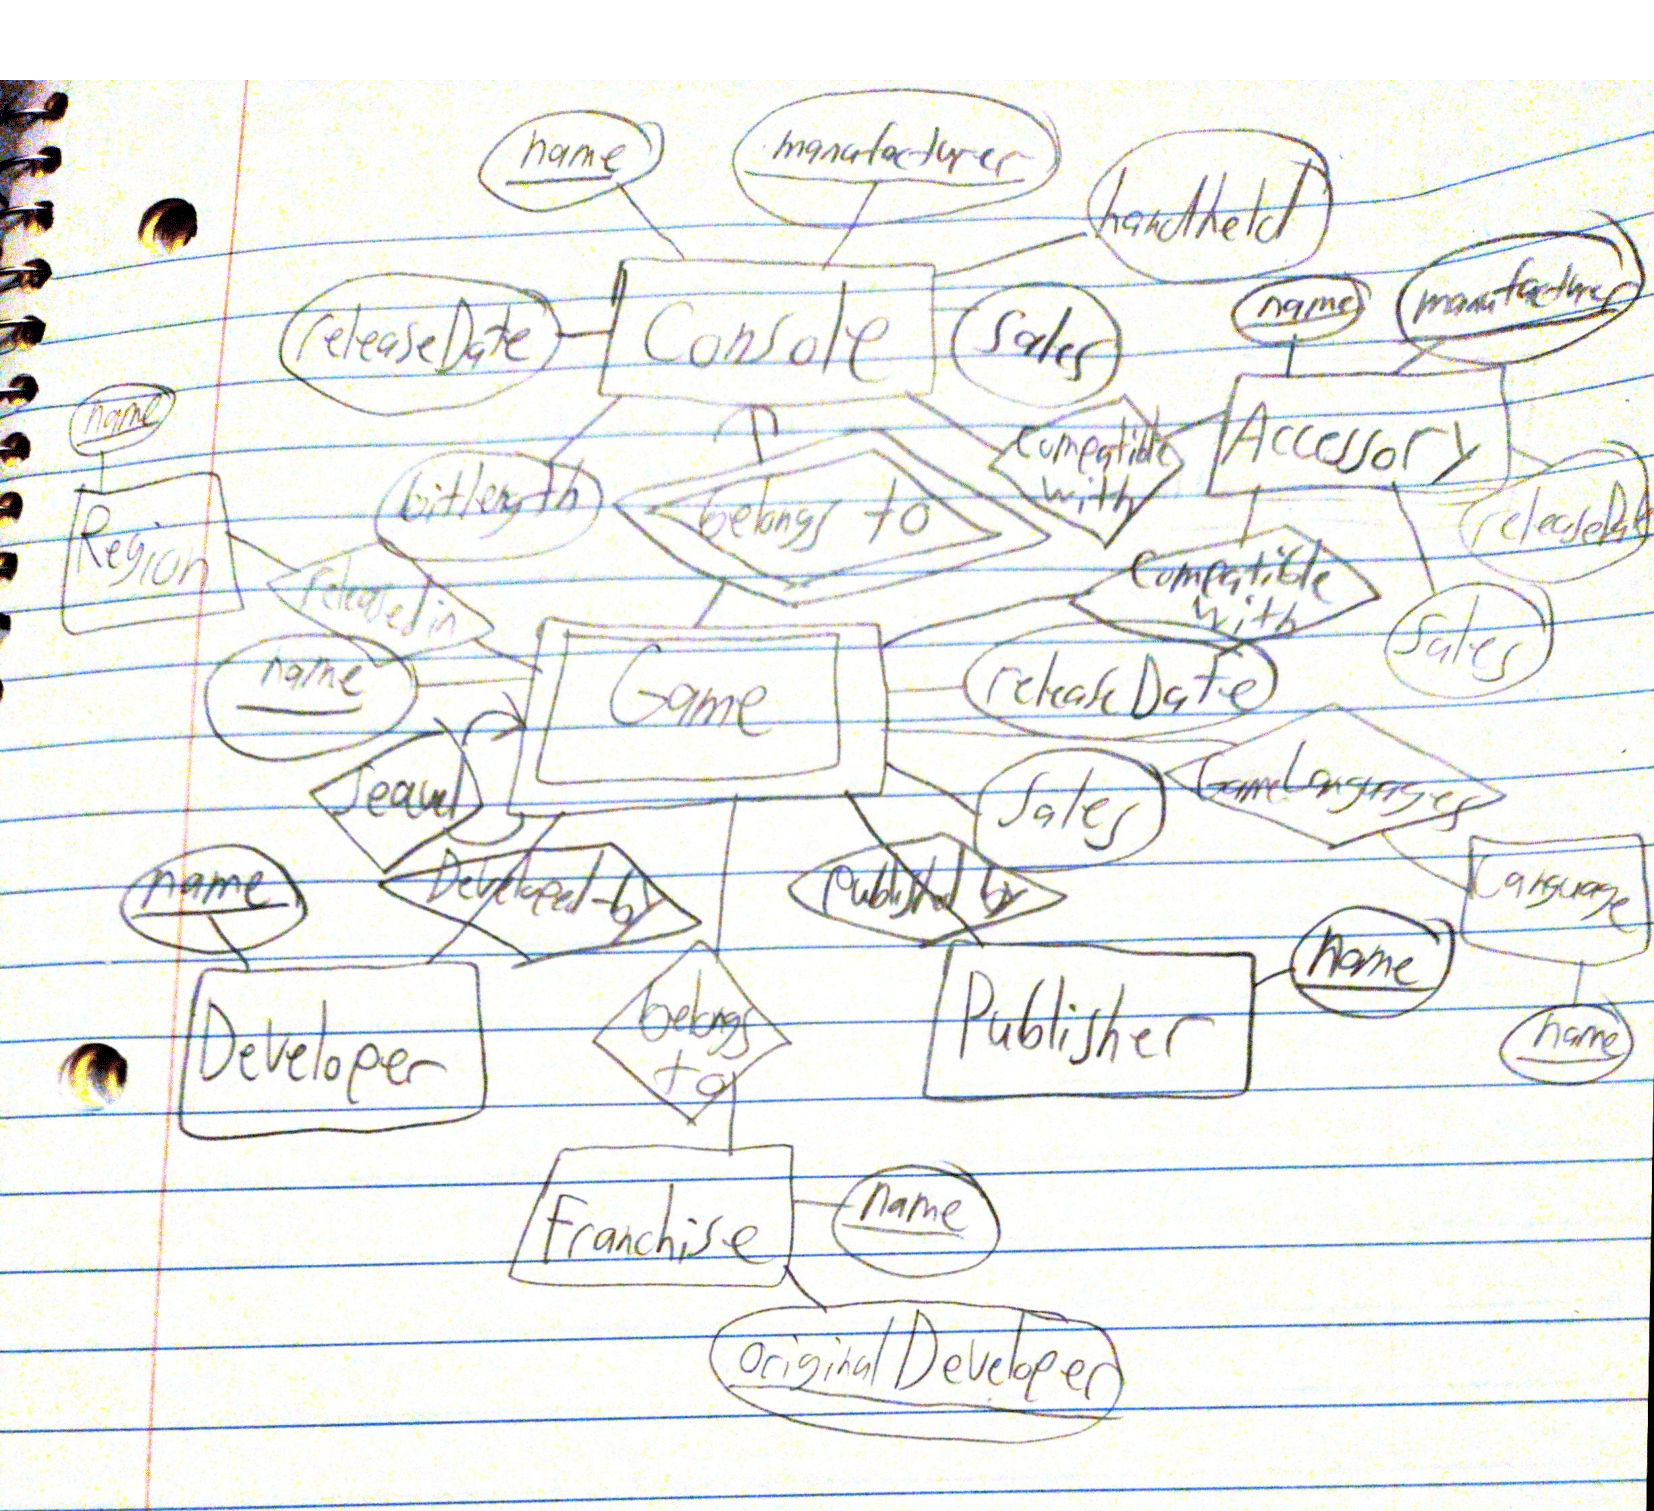 name
manufacturer
handheld
releaseDate
Console
Sales
name
manufacturer
name
Region
bitlength
belongs to
compatible
with
Accessory
releaseDate
released in
compatible
with
Sales
name
Game
releaseDate
Sequel
Sales
GameLanguages
name
Developed-by
Published by
Language
Developer
belongs
to
Publisher
name
name
Franchise
name
originalDeveloper